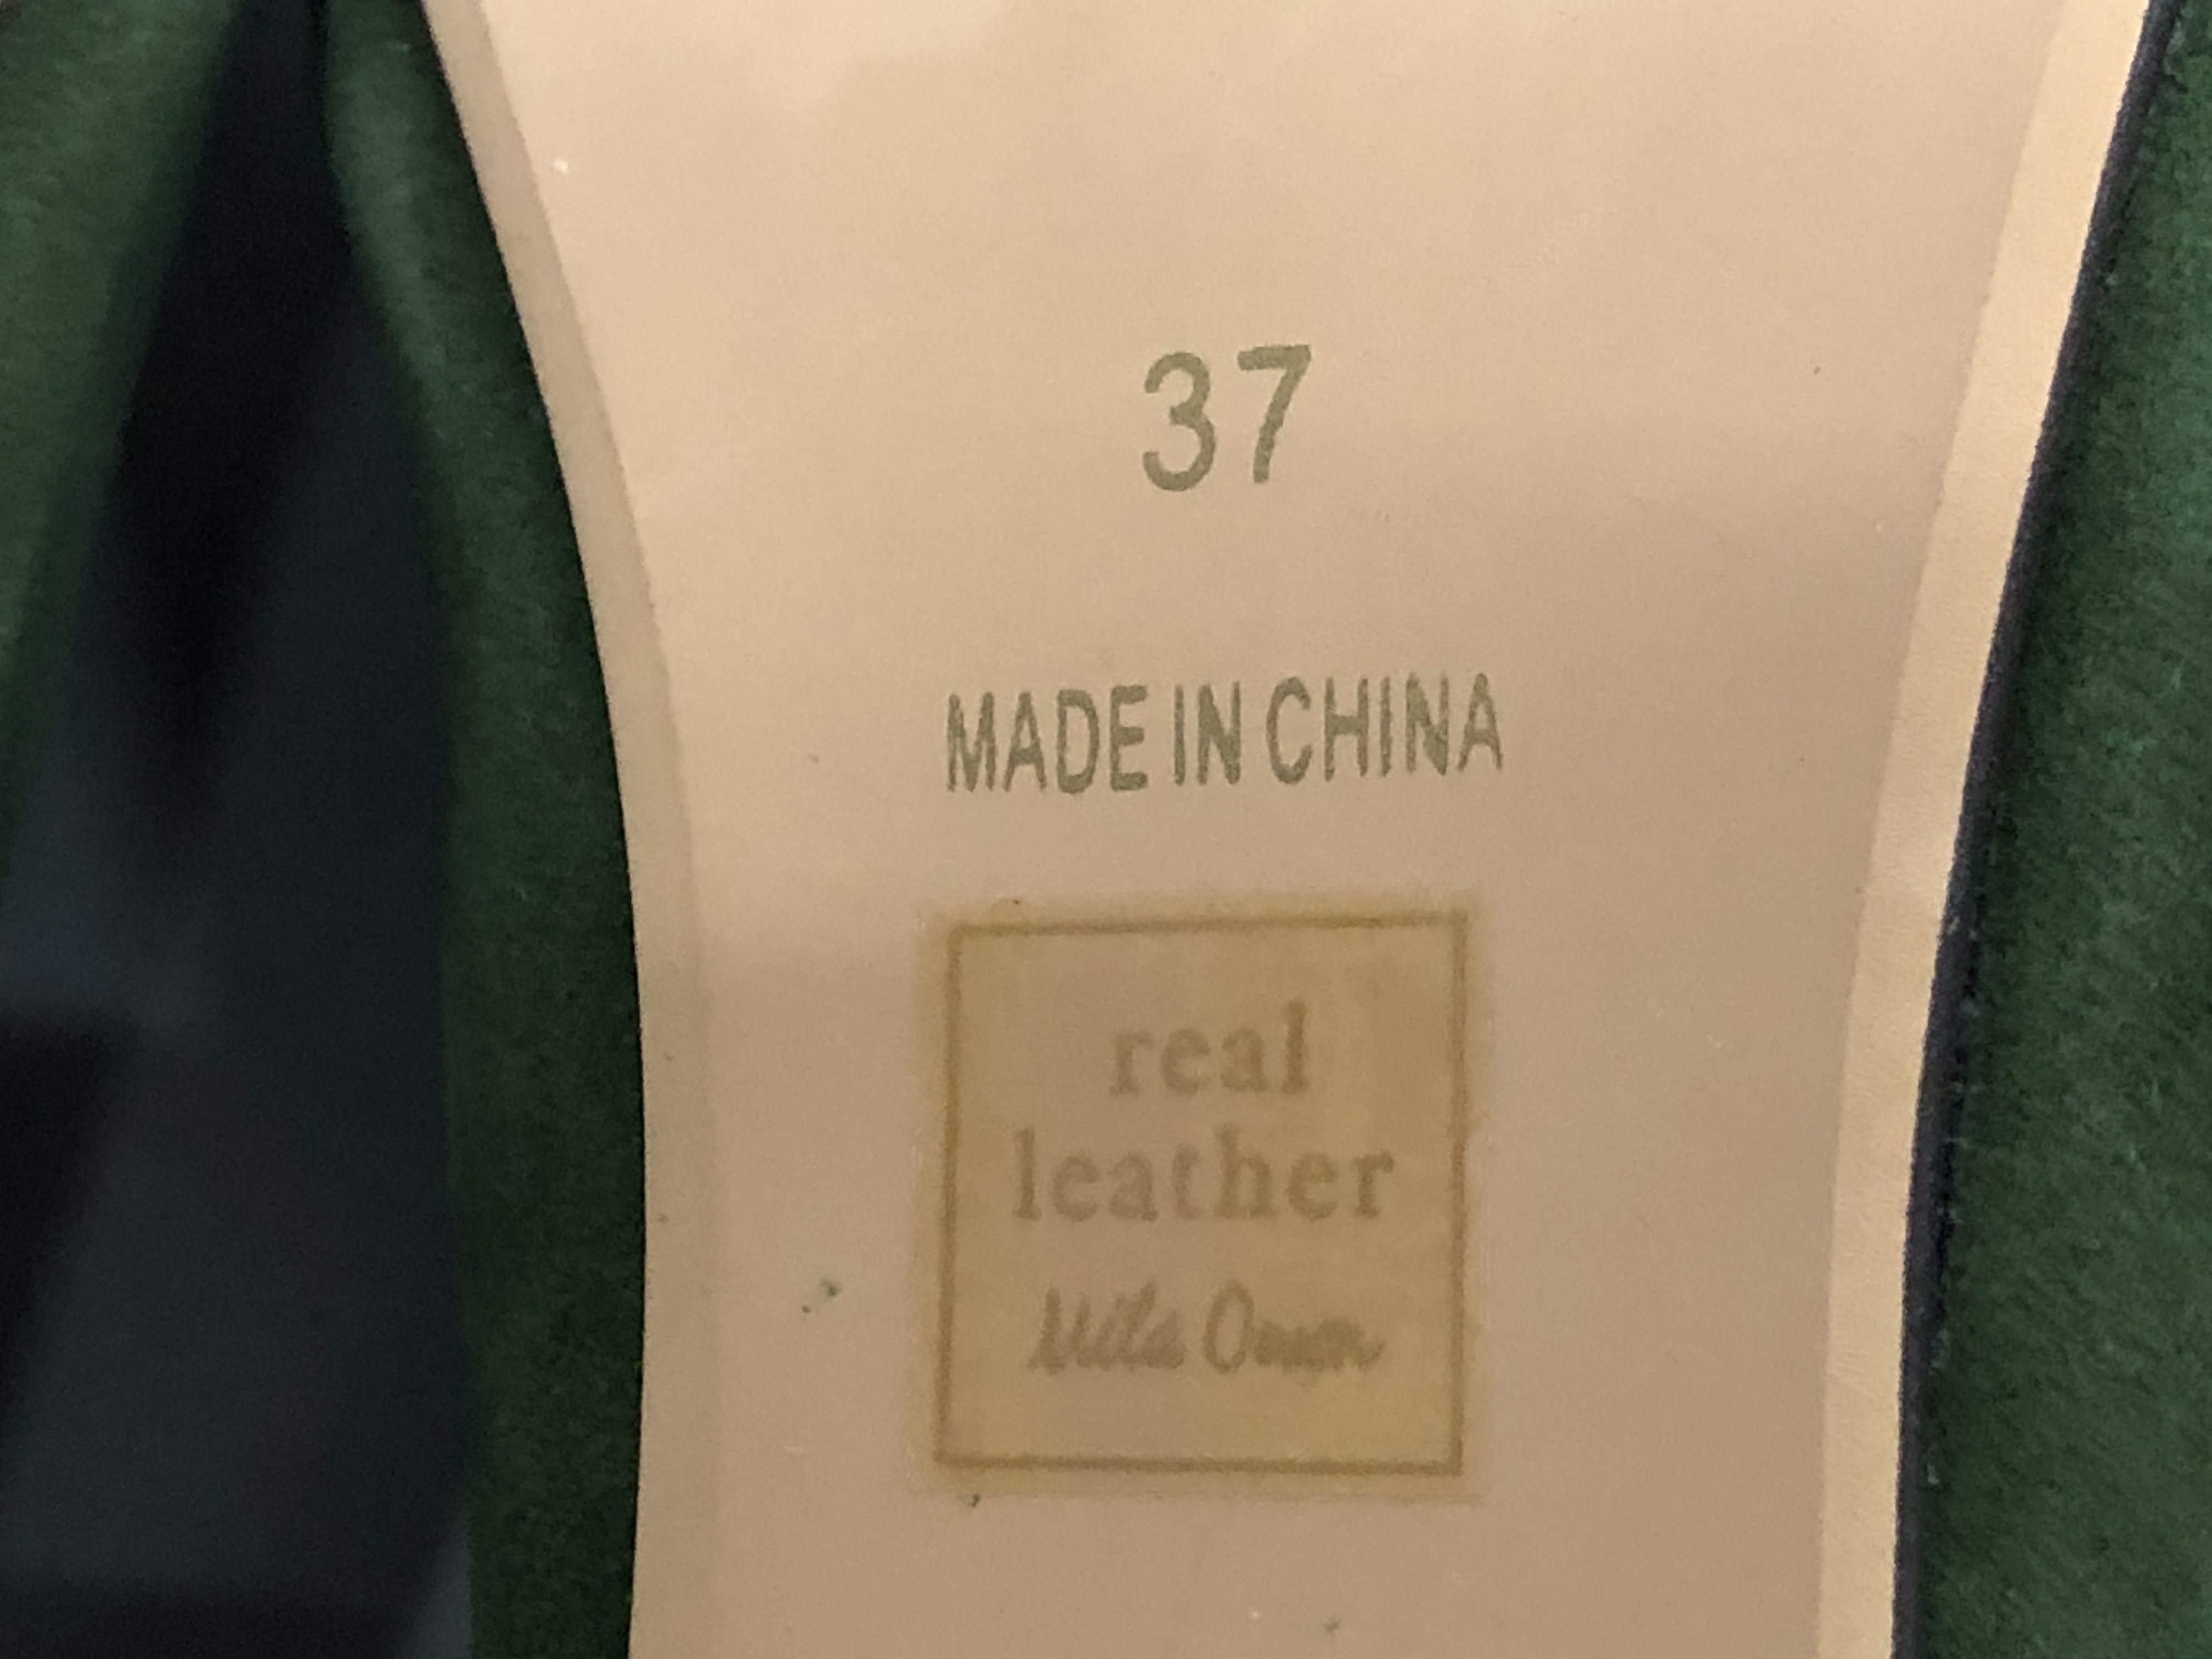 37
MADE IN CHINA
real
leather
Mila Owen